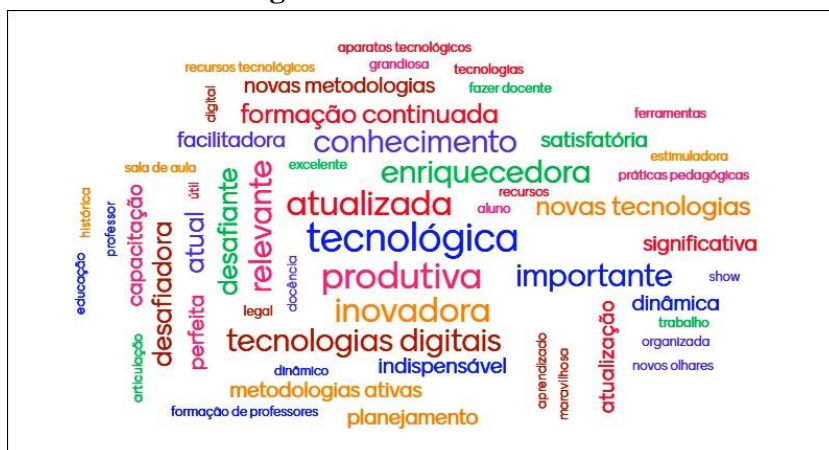 aparatos tecnológicos
recursos tecnológicos
grandiosa
tecnologias
digital
novas metodologias
fazer docente
formação continuada
ferramentas
facilitadora
conhecimento
satisfatória
sala de aula
excelente
enriquecedora
estimuladora
práticas pedagógicas
histórica
professor
capacitação
útil
desafiante
relevante
recursos
atualizada
aluno
novas tecnologias
atual
desafiadora
tecnológica
significativa
educação
docência
produtiva
importante
show
perfeita
legal
inovadora
dinâmica
atualização
trabalho
articulação
tecnologias digitais
organizada
dinâmico
indispensável
aprendizado
maravilhosa
novos olhares
metodologias ativas
formação de professores
planejamento